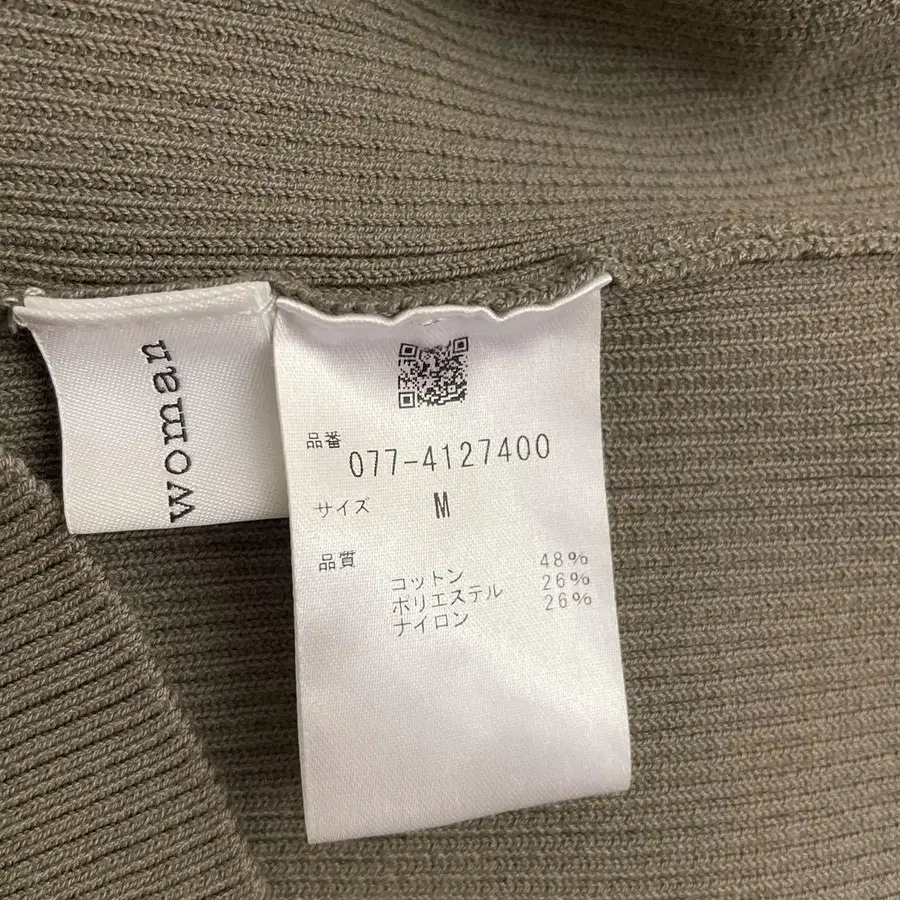 woman
品番
077-4127400
サイズ M
品質
コットン 48%
ポリエステル 26%
ナイロン 26%